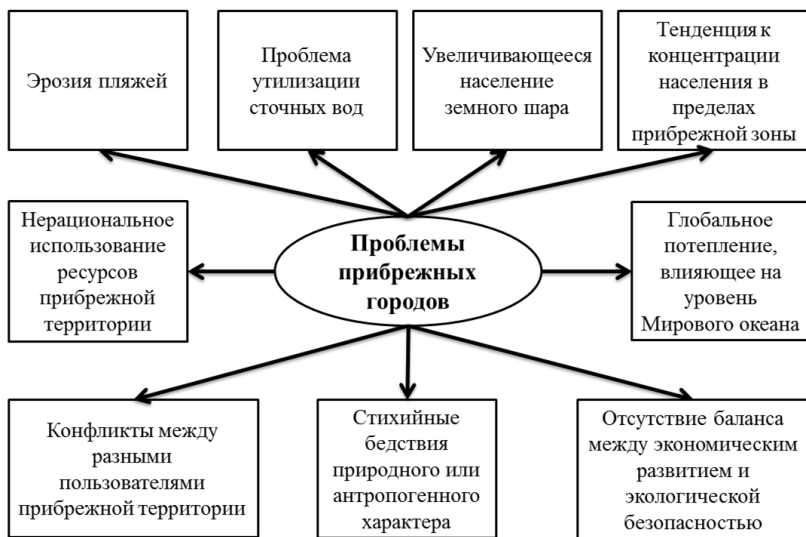 Эрозия пляжей
Проблема
утилизации
сточных вод
Увеличивающееся
население
земного шара
Тенденция к
концентрации
населения в
пределах
прибрежной зоны
Нерациональное
использование
ресурсов
прибрежной
территории
Проблемы
прибрежных
городов
Глобальное
потепление,
влияющее на
уровень
Мирового океана
Конфликты между
разными
пользователями
прибрежной территории
Стихийные
бедствия
природного или
антропогенного
характера
Отсутствие баланса
между экономическим
развитием и
экологической
безопасностью